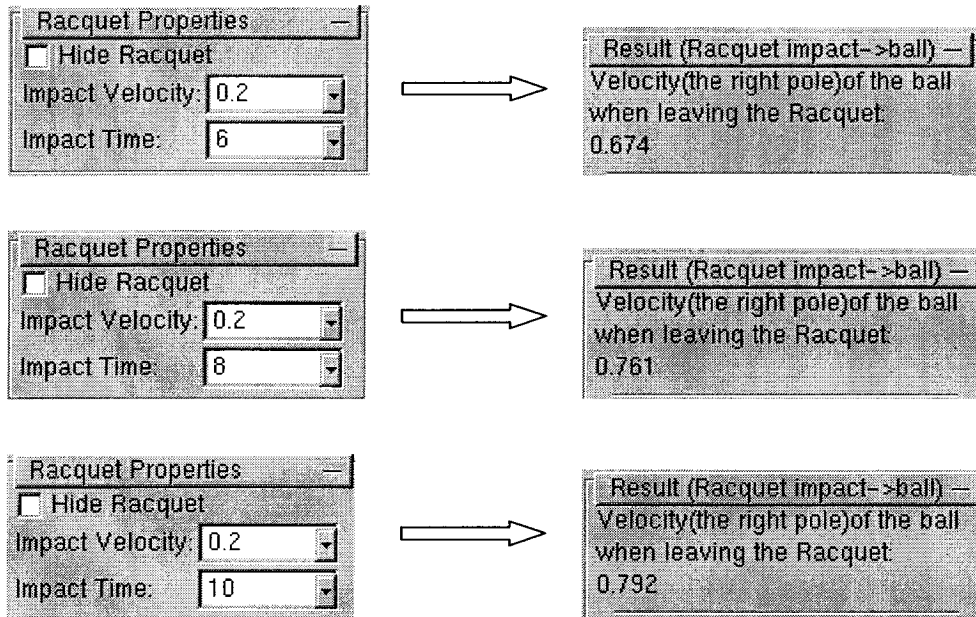 Racquet Properties
Hide Racquet
Impact Velocity: 0.2
Impact Time: 6
Result (Racquet impact->ball)
Velocity(the right pole)of the ball
when leaving the Racquet:
0.674
Racquet Properties
Hide Racquet
Impact Velocity: 0.2
Impact Time: 8
Result (Racquet impact->ball)
Velocity(the right pole)of the ball
when leaving the Racquet:
0.761
Racquet Properties
Hide Racquet
Impact Velocity: 0.2
Impact Time: 10
Result (Racquet impact->ball)
Velocity(the right pole)of the ball
when leaving the Racquet:
0.792